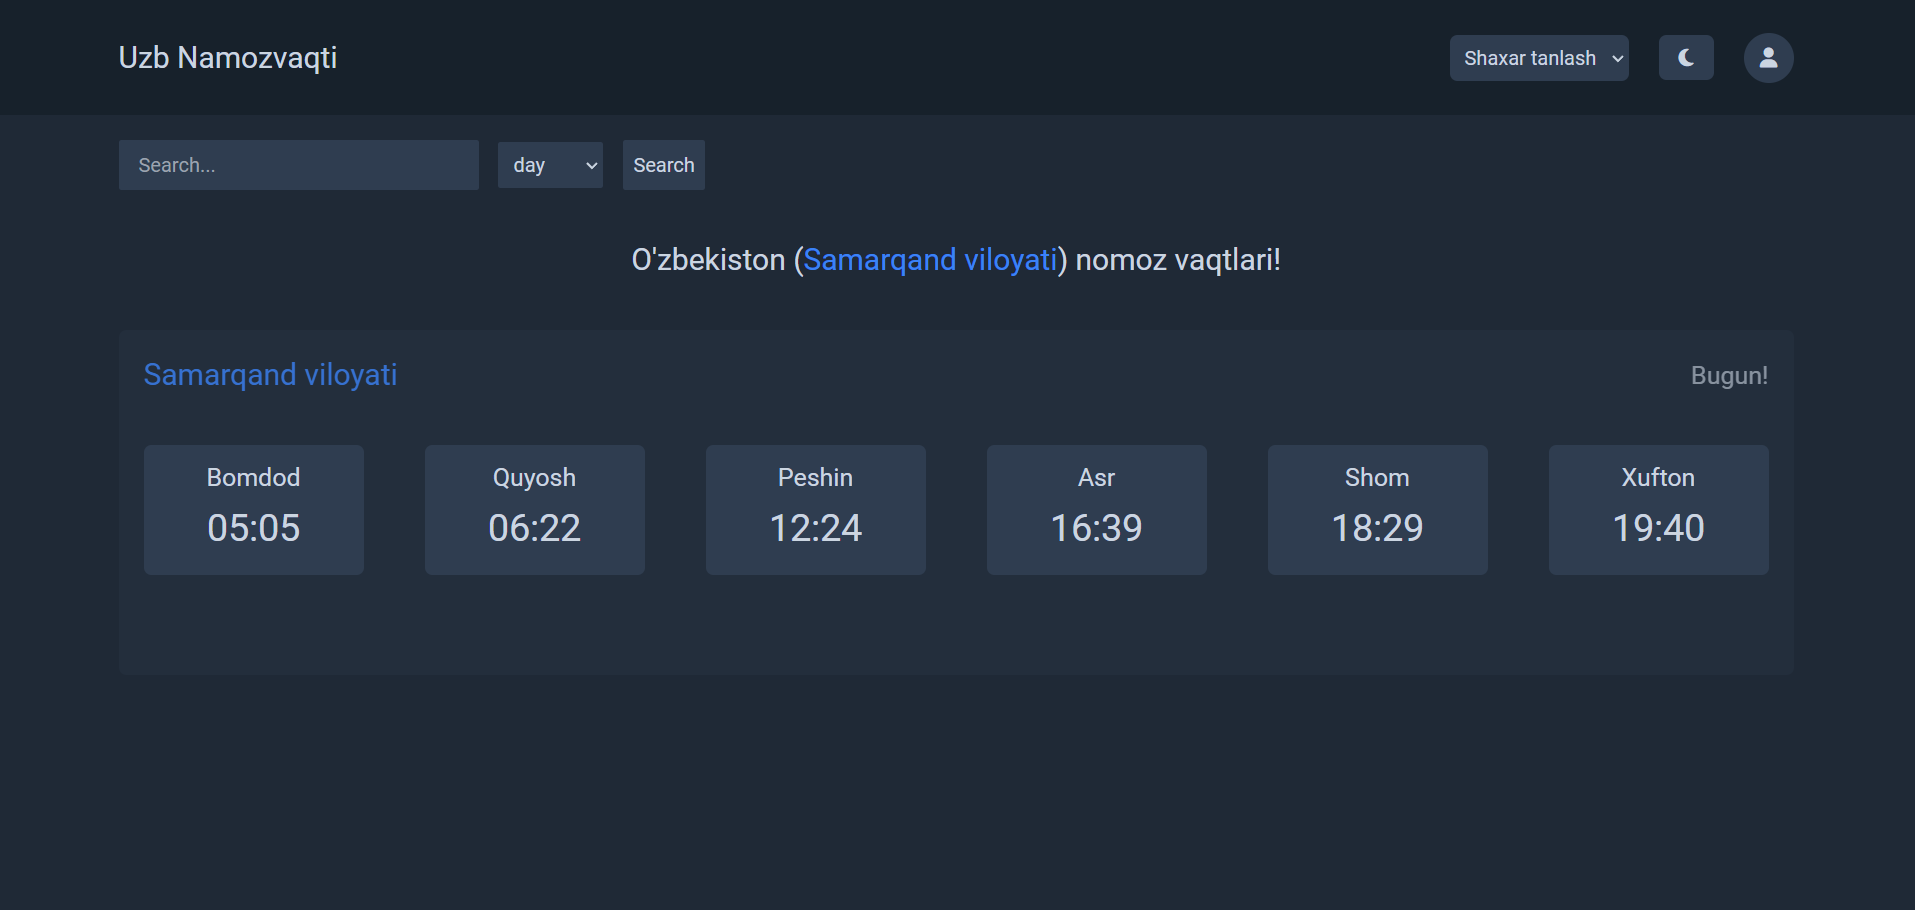 Uzb Namozvaqti
Shaxar tanlash
Search...
day
Search
O'zbekiston (Samarqand viloyati) nomoz vaqtlari!
Samarqand viloyati
Bugun!
Bomdod
05:05
Quyosh
06:22
Peshin
12:24
Asr
16:39
Shom
18:29
Xufton
19:40